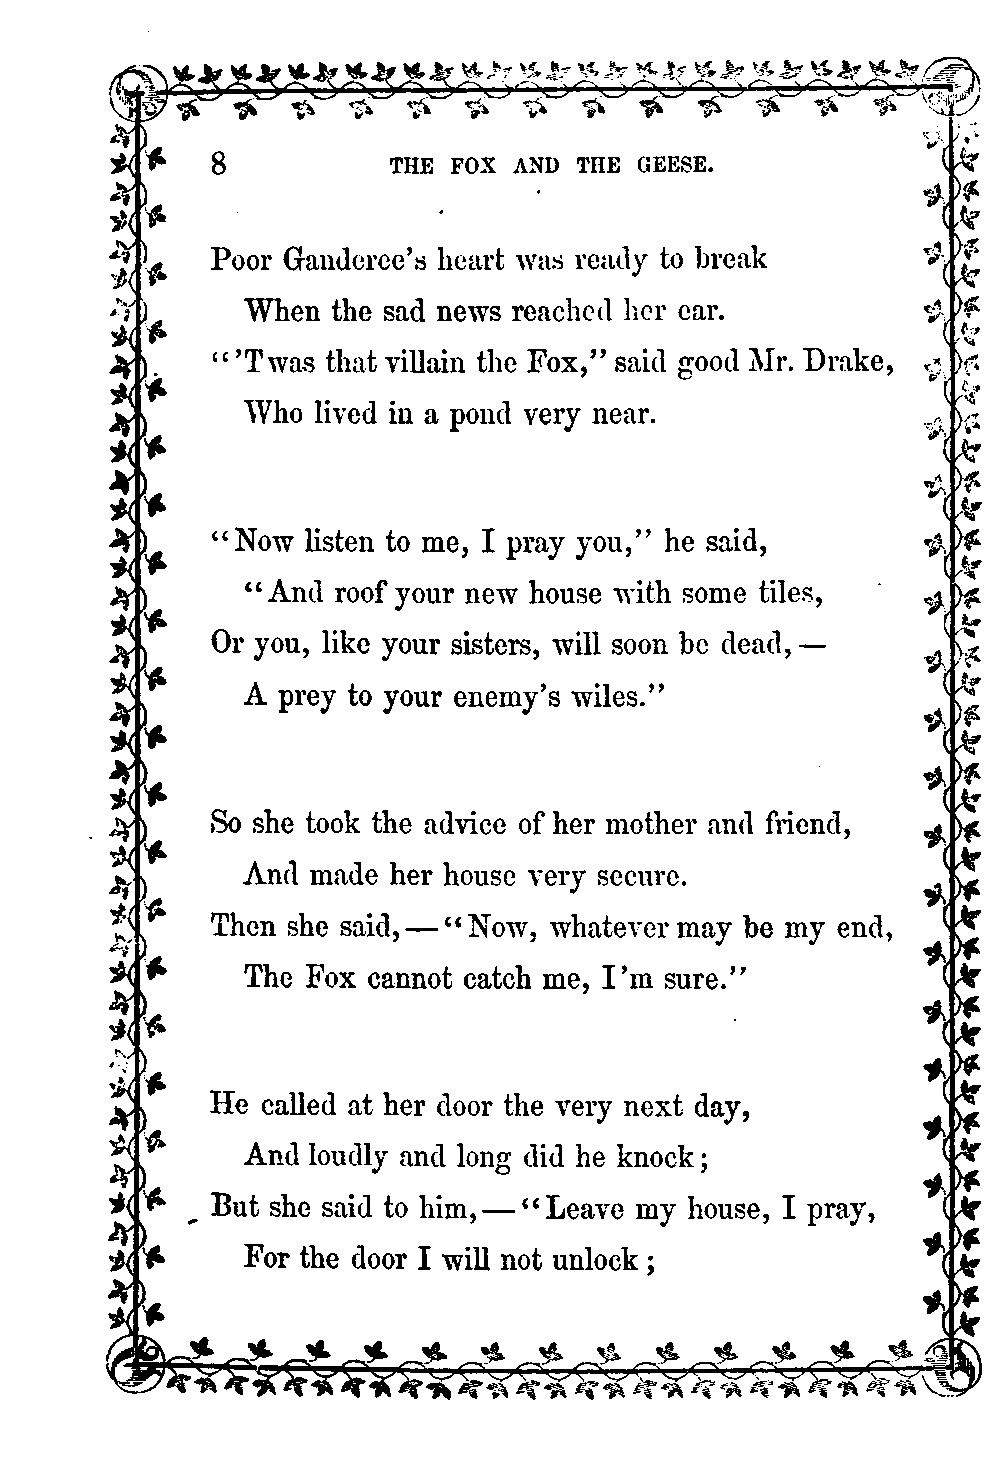 8 THE FOX AND THE GEESE.
Poor Ganderee's heart was ready to break
When the sad news reached her ear.
"'Twas that villain the Fox," said good Mr. Drake,
Who lived in a pond very near.
"Now listen to me, I pray you," he said,
"And roof your new house with some tiles,
Or you, like your sisters, will soon be dead,—
A prey to your enemy's wiles."
So she took the advice of her mother and friend,
And made her house very secure.
Then she said,—"Now, whatever may be my end,
The Fox cannot catch me, I'm sure."
He called at her door the very next day,
And loudly and long did he knock;
But she said to him,—"Leave my house, I pray,
For the door I will not unlock;